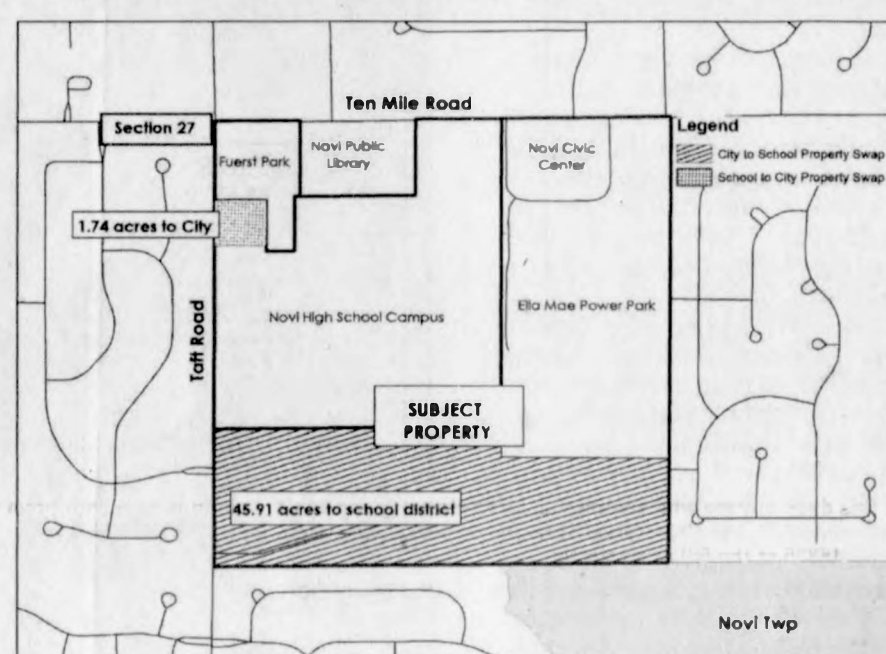 Ten Mile Road
Section 27
Fuerst Park
Novi Public
Library
Novi Civic
Center
Legend
City to School Property Swap
School to City Property Swap
1.74 acres to City
Taft Road
Novi High School Campus
Ella Mae Power Park
SUBJECT
PROPERTY
45.91 acres to school district
Novi Twp